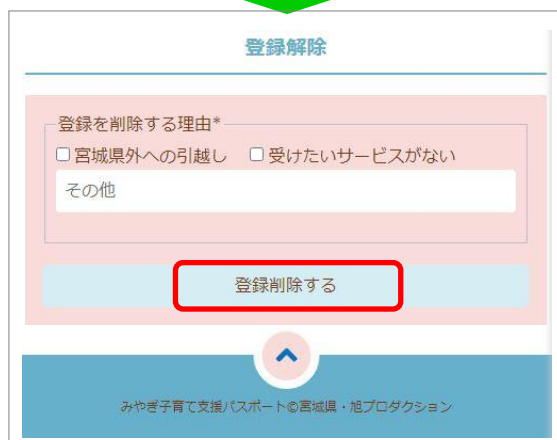 登録解除
登録を削除する理由*
宮城県外への引越し 受けたいサービスがない
その他
登録削除する
みやぎ子育て支援パスポート©宮城県・旭プロダクション